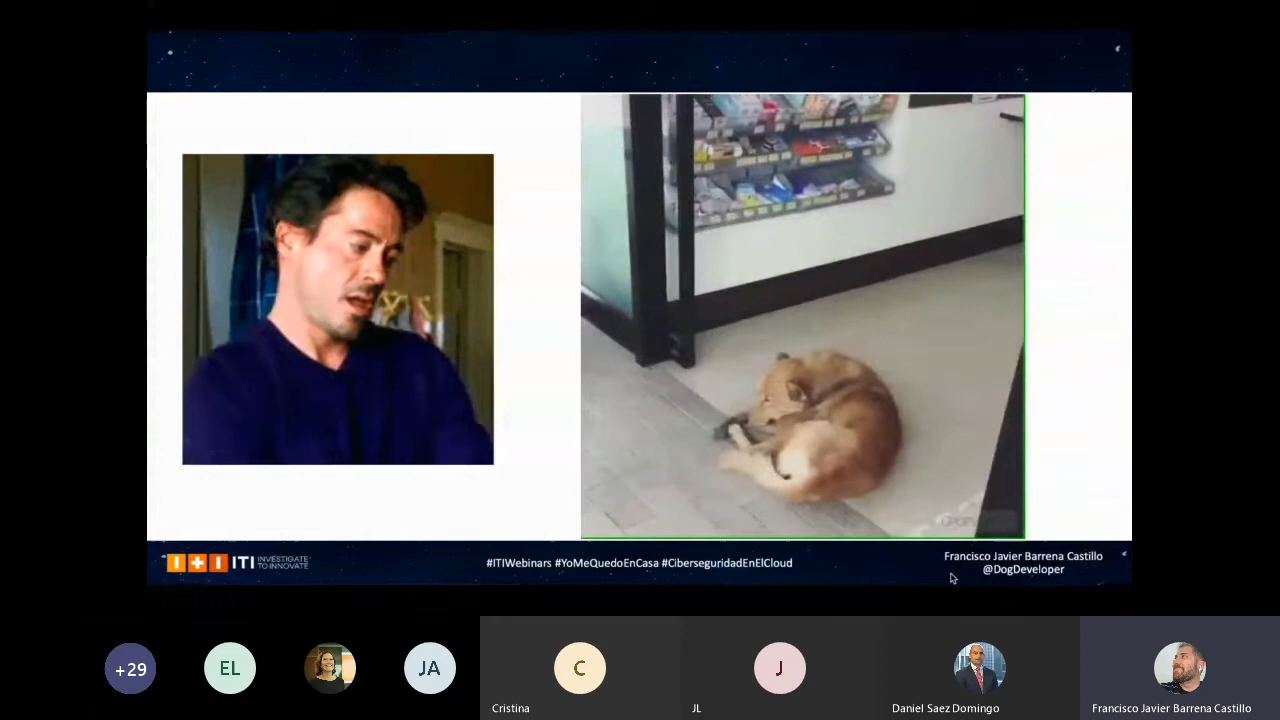 I+I ITI INVESTIGATE
TO INNOVATE
#ITIWebinars #YoMeQuedoEnCasa #CiberseguridadEnElCloud
Francisco Javier Barrena Castillo
@DogDeveloper
+29
EL
JA
C
J
Cristina
JL
Daniel Saez Domingo
Francisco Javier Barrena Castillo